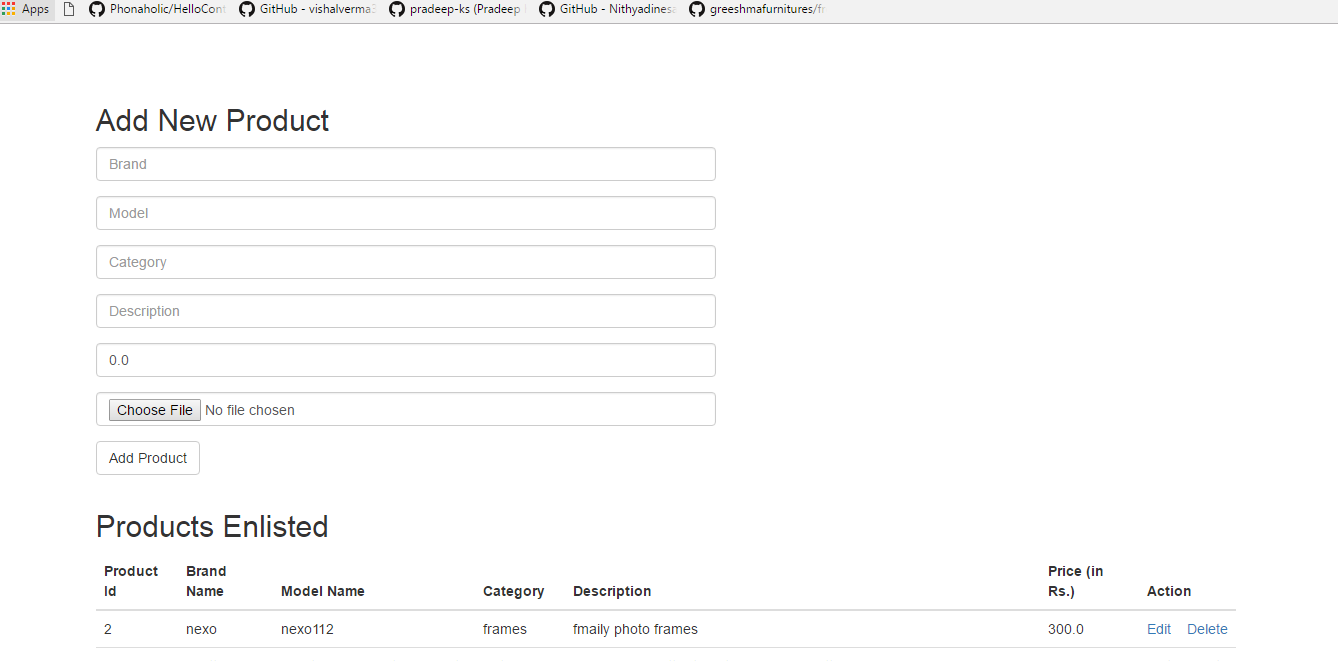 Apps Phonaholic/HelloCont GitHub - vishalverma pradeep-ks (Pradeep GitHub - Nithyadinesa greeshmafurnitures/fr
Add New Product
Brand
Model
Category
Description
0.0
Choose File No file chosen
Add Product
Products Enlisted
Product Brand Price (in
Id Name Model Name Category Description Rs.) Action
2 nexo nexo112 frames fmaily photo frames 300.0 Edit Delete